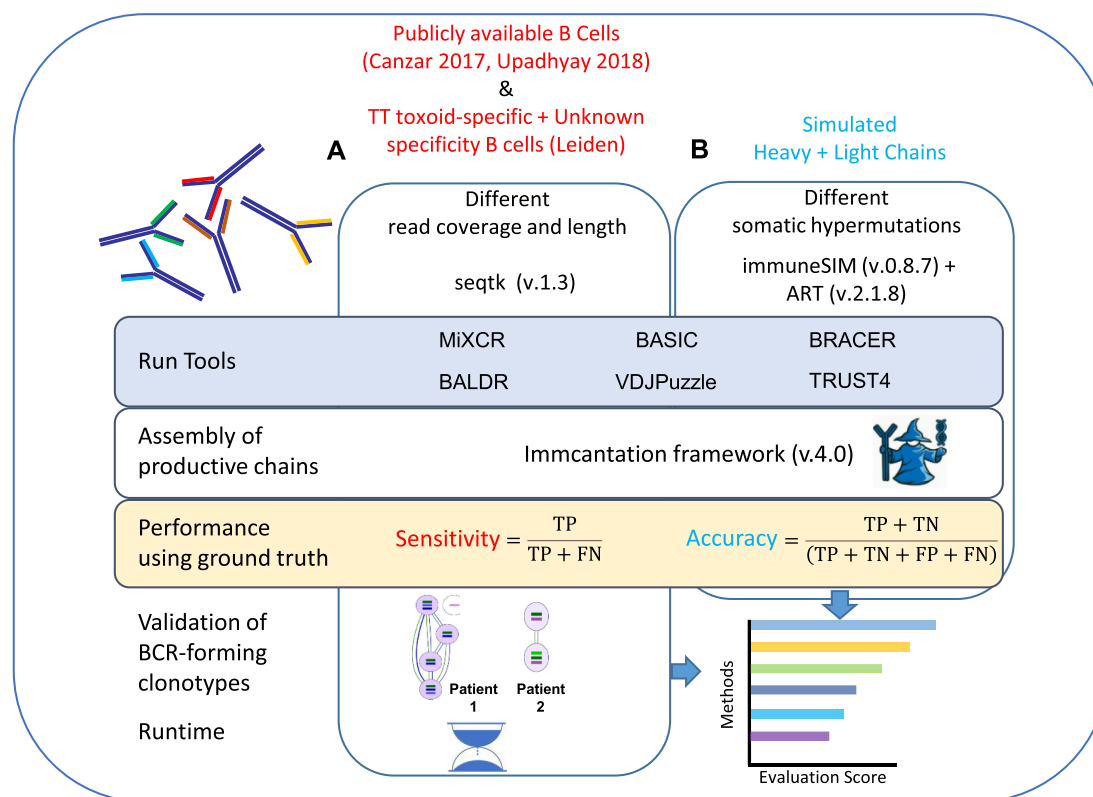 Publicly available B Cells
(Canzar 2017, Upadhyay 2018)
&
TT toxoid-specific + Unknown
specificity B cells (Leiden)
A
B
Simulated
Heavy + Light Chains
Different
read coverage and length
seqtk (v.1.3)
Different
somatic hypermutations
immuneSIM (v.0.8.7) +
ART (v.2.1.8)
Run Tools
MiXCR BASIC BRACER
BALDR VDJPuzzle TRUST4
Assembly of
productive chains
Immcantation framework (v.4.0)
Performance
using ground truth
Sensitivity = TP / TP + FN
Accuracy = TP + TN / (TP + TN + FP + FN)
Validation of
BCR-forming
clonotypes
Patient
1
Patient
2
Runtime
Methods
Evaluation Score